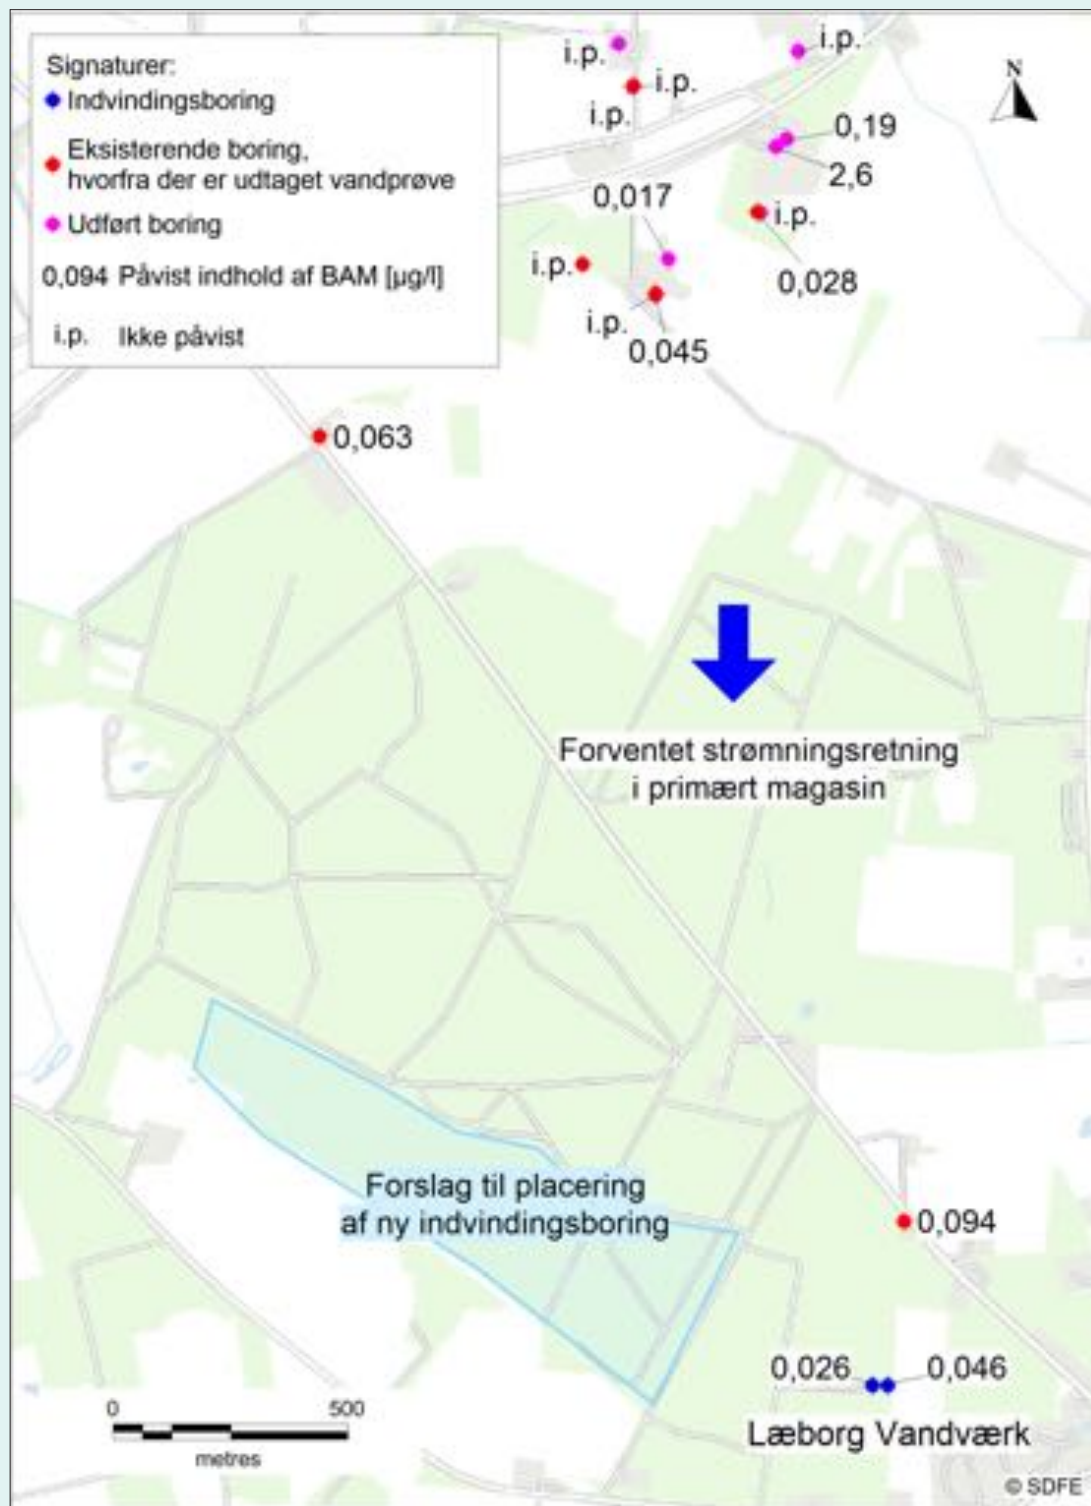 Signaturer:
Indvindingsboring
Eksisterende boring,
hvorfra der er udtaget vandprøve
Udført boring
0,094 Påvist indhold af BAM [µg/l]
i.p. Ikke påvist
i.p.
i.p.
i.p.
i.p.
N
0,19
2,6
0,017
i.p.
0,028
i.p.
i.p.
0,045
0,063
Forventet strømningsretning
i primært magasin
Forslag til placering
af ny indvindingsboring
0,094
0,026
0,046
Læborg Vandværk
0 500
metres
© SDFE